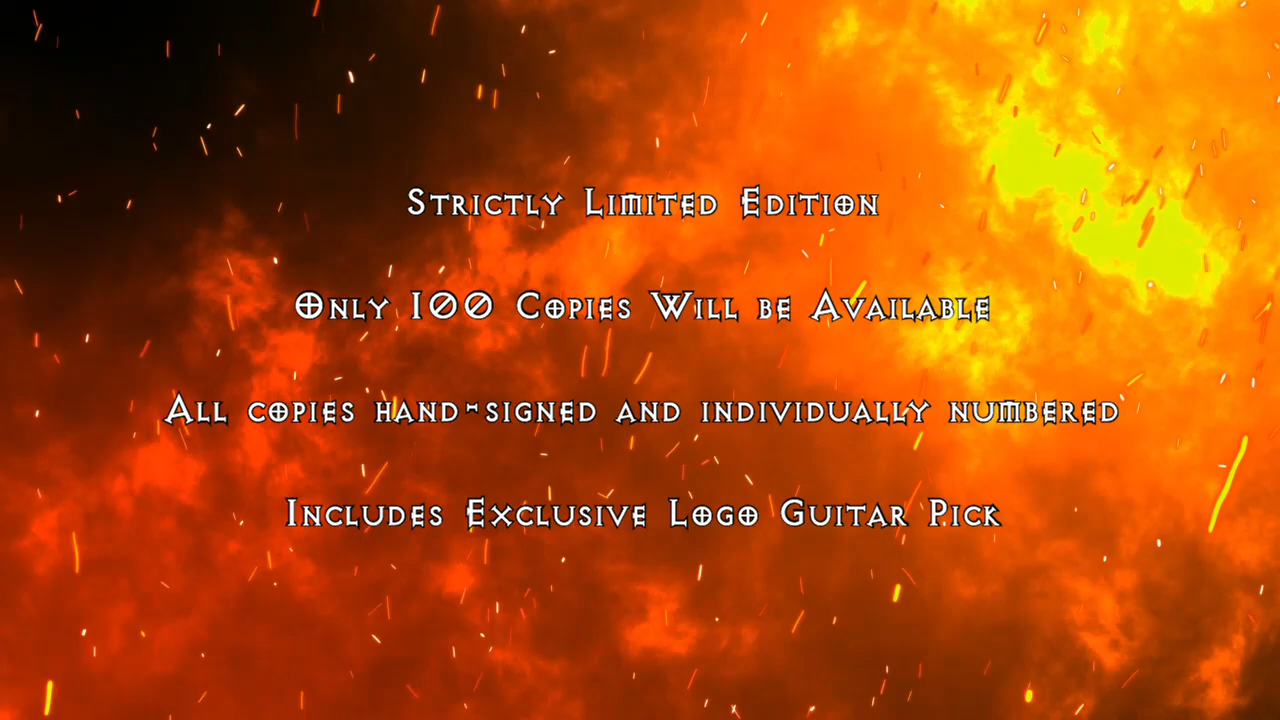 Strictly Limited Edition
Only 100 Copies Will be Available
All copies hand-signed and individually numbered
Includes Exclusive Logo Guitar Pick